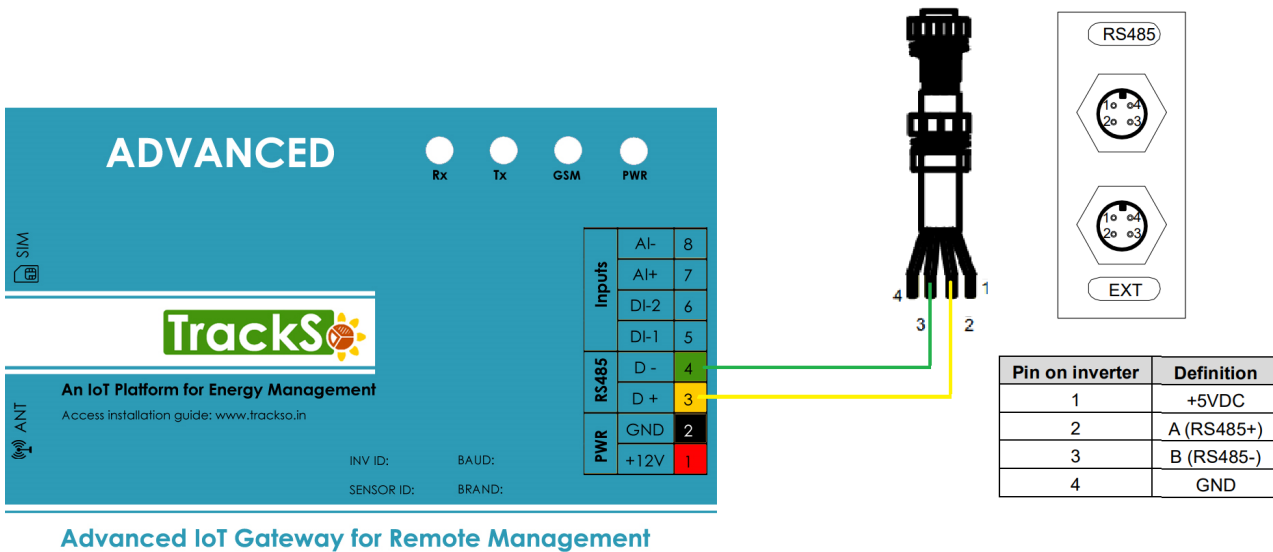 ADVANCED
Rx Tx GSM PWR
SIM
ANT
TrackSo
An IoT Platform for Energy Management
Access installation guide: www.trackso.in
INV ID: BAUD:
SENSOR ID: BRAND:
Inputs
AI- 8
AI+ 7
DI-2 6
DI-1 5
RS485
D - 4
D + 3
PWR
GND 2
+12V 1
Advanced IoT Gateway for Remote Management
4 1
3 2
RS485
1 4
2 3
1 4
2 3
EXT
Pin on inverter Definition
1 +5VDC
2 A (RS485+)
3 B (RS485-)
4 GND